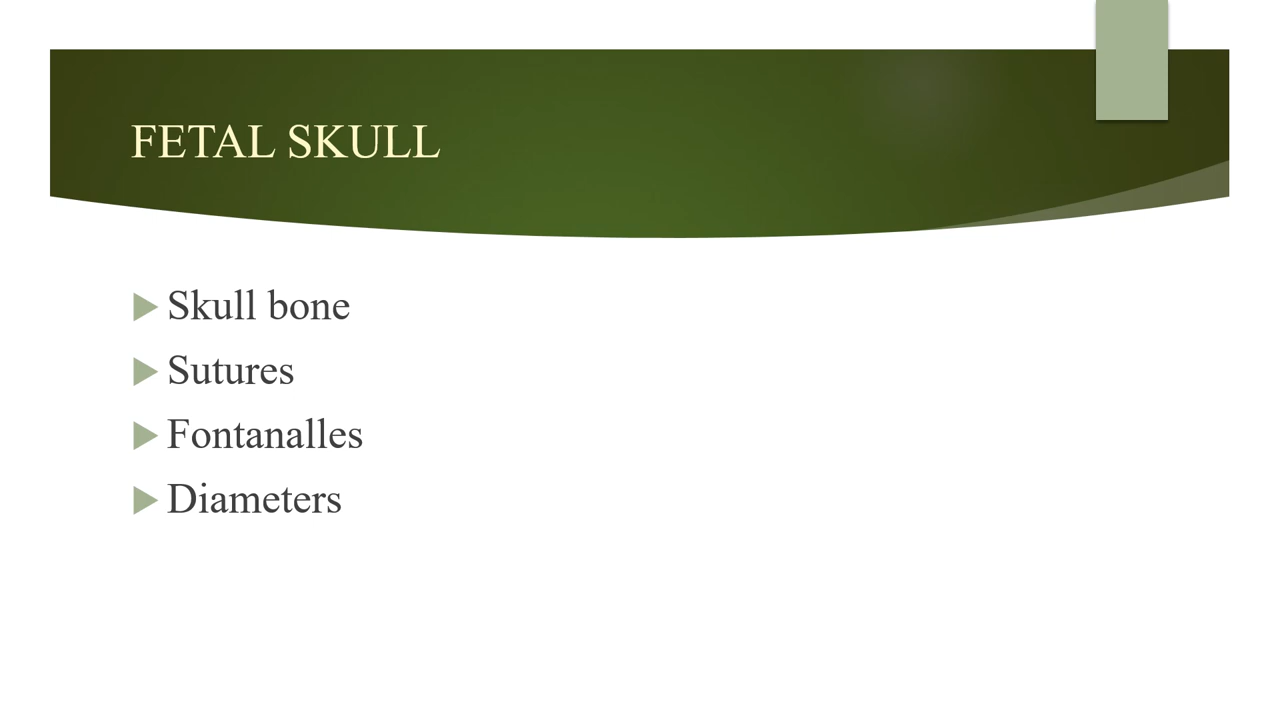 FETAL SKULL
Skull bone
Sutures
Fontanalles
Diameters